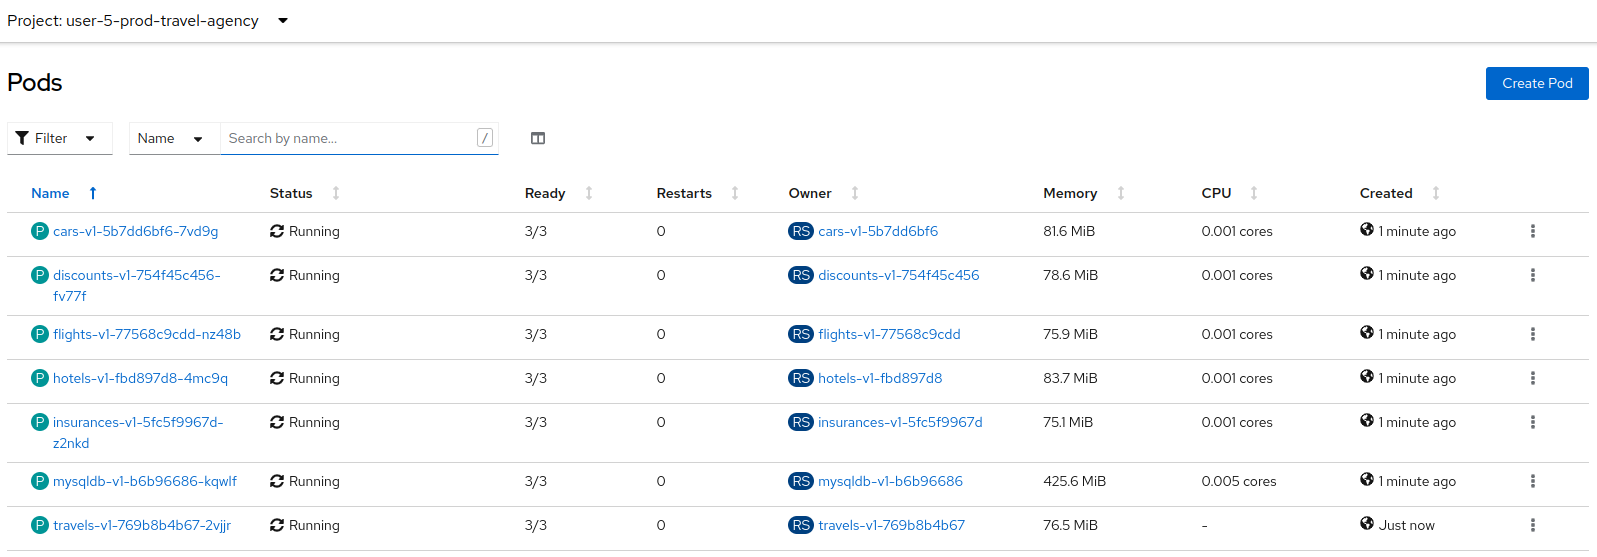 Project: user-5-prod-travel-agency
Pods
Create Pod
Filter Name Search by name... /
Name Status Ready Restarts Owner Memory CPU Created
P cars-v1-5b7dd6bf6-7vd9g Running 3/3 0 RS cars-v1-5b7dd6bf6 81.6 MiB 0.001 cores 1 minute ago
P discounts-v1-754f45c456- Running 3/3 0 RS discounts-v1-754f45c456 78.6 MiB 0.001 cores 1 minute ago
fv77f
P flights-v1-77568c9cdd-nz48b Running 3/3 0 RS flights-v1-77568c9cdd 75.9 MiB 0.001 cores 1 minute ago
P hotels-v1-fbd897d8-4mc9q Running 3/3 0 RS hotels-v1-fbd897d8 83.7 MiB 0.001 cores 1 minute ago
P insurances-v1-5fc5f9967d- Running 3/3 0 RS insurances-v1-5fc5f9967d 75.1 MiB 0.001 cores 1 minute ago
z2nkd
P mysqldb-v1-b6b96686-kqwlf Running 3/3 0 RS mysqldb-v1-b6b96686 425.6 MiB 0.005 cores 1 minute ago
P travels-v1-769b8b4b67-2vjjr Running 3/3 0 RS travels-v1-769b8b4b67 76.5 MiB - Just now